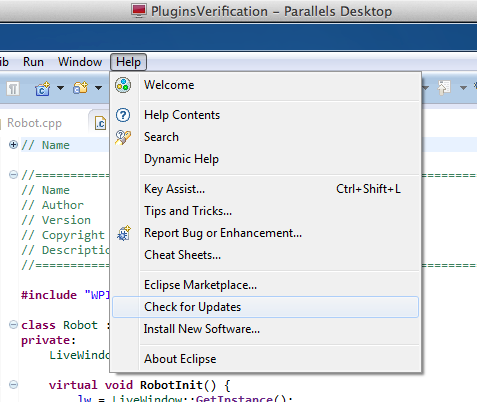 PluginsVerification - Parallels Desktop
Run Window Help
Welcome
Robot.cpp
Help Contents
Search
// Name
Dynamic Help
//==============
// Name
Key Assist... Ctrl+Shift+L
// Author
Tips and Tricks...
// Version
Report Bug or Enhancement...
// Copyright
Cheat Sheets...
// Descriptio
//==============
Eclipse Marketplace...
#include "WPI
Check for Updates
class Robot :
Install New Software...
private:
LiveWindow
About Eclipse
virtual void RobotInit() {
lw = LiveWindow::GetInstance();